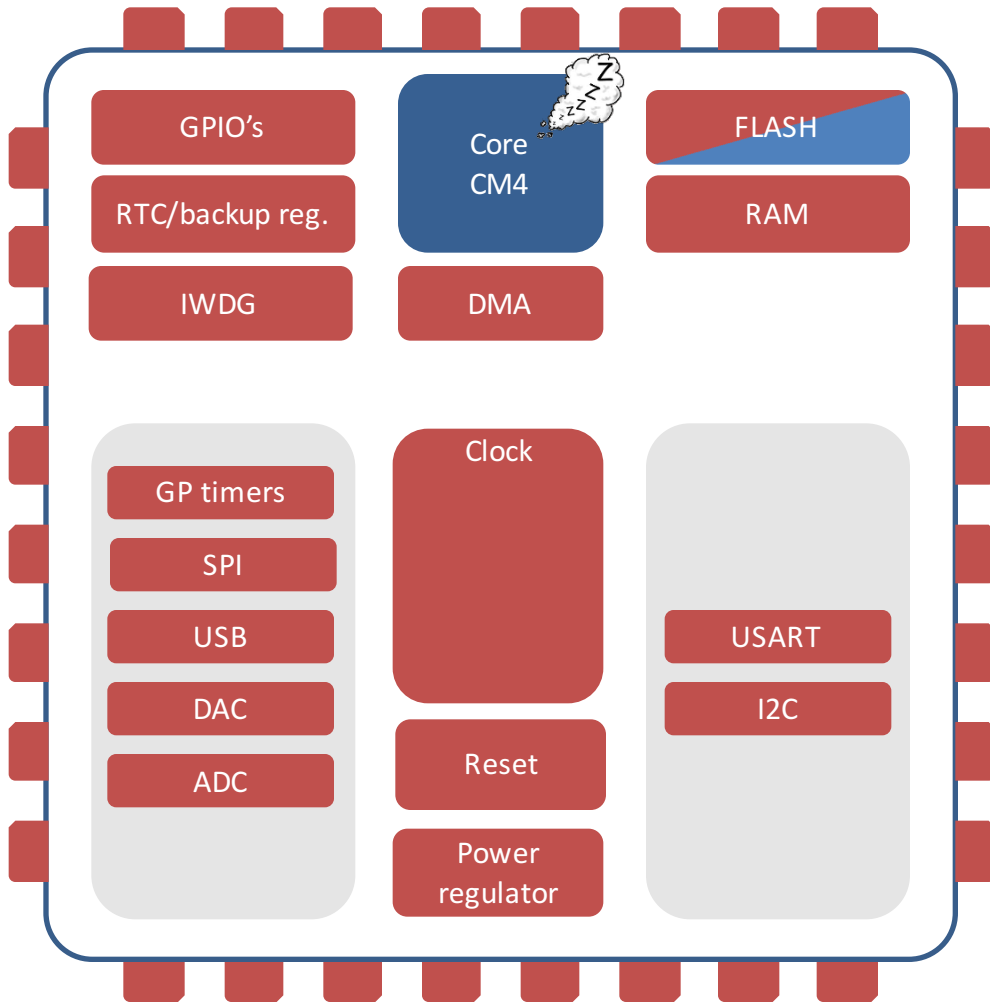 GPIO's
Core
CM4
z z z Z Z Z
FLASH
RTC/backup reg.
RAM
IWDG
DMA
Clock
GP timers
SPI
USB
DAC
ADC
USART
I2C
Reset
Power
regulator